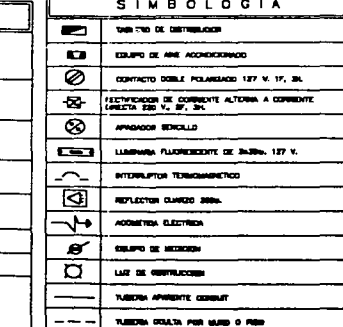 SIMBOLOGIA
TABLERO DE DISTRIBUCION
EQUIPO DE AIRE ACONDICIONADO
CONTACTO DOBLE POLARIZADO 127 V. 1F, 3H.
RECTIFICADOR DE CORRIENTE ALTERNA A CORRIENTE
DIRECTA 220 V., 2F, 3H.
APAGADOR SENCILLO
LUMINARIA FLUORESCENTE DE 127 V.
INTERRUPTOR TERMOMAGNETICO
REFLECTOR CUARZO
ACOMETIDA ELECTRICA
EQUIPO DE MEDICION
LUZ DE OBSTRUCCION
TUBERIA APARENTE CONDUIT
TUBERIA OCULTA POR MURO O PISO